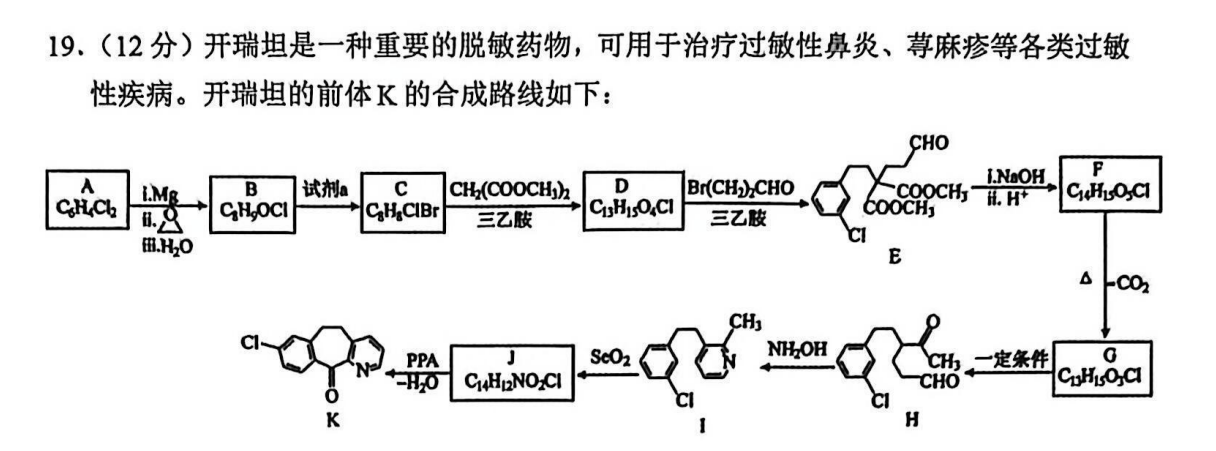 19.（12 分）开瑞坦是一种重要的脱敏药物，可用于治疗过敏性鼻炎、荨麻疹等各类过敏
性疾病。开瑞坦的前体 K 的合成路线如下：
A
C₆H₄Cl₂
i.Mg
ii. O
iii.H₂O
B
C₈H₉OCl
试剂a
C
C₈H₈ClBr
CH₂(COOCH₃)₂
三乙胺
D
C₁₃H₁₅O₄Cl
Br(CH₂)₂CHO
三乙胺
CHO
COOCH₃
COOCH₃
Cl
E
i.NaOH
ii. H⁺
F
C₁₄H₁₅O₅Cl
△ -CO₂
G
C₁₃H₁₅O₃Cl
一定条件
O
CH₃
CHO
Cl
H
NH₂OH
CH₃
N
Cl
I
SeO₂
J
C₁₄H₁₂NO₂Cl
PPA
-H₂O
Cl
N
O
K